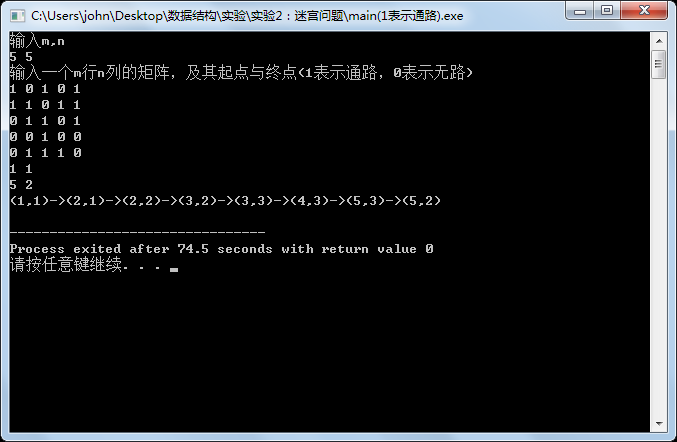 C:\Users\john\Desktop\数据结构\实验\实验2：迷宫问题\main(1表示通路).exe
输入m,n
5 5
输入一个m行n列的矩阵，及其起点与终点(1表示通路，0表示无路)
1 0 1 0 1
1 1 0 1 1
0 1 1 0 1
0 0 1 0 0
0 1 1 1 0
1 1
5 2
(1,1)->(2,1)->(2,2)->(3,2)->(3,3)->(4,3)->(5,3)->(5,2)
--------------------------------
Process exited after 74.5 seconds with return value 0
请按任意键继续. . .